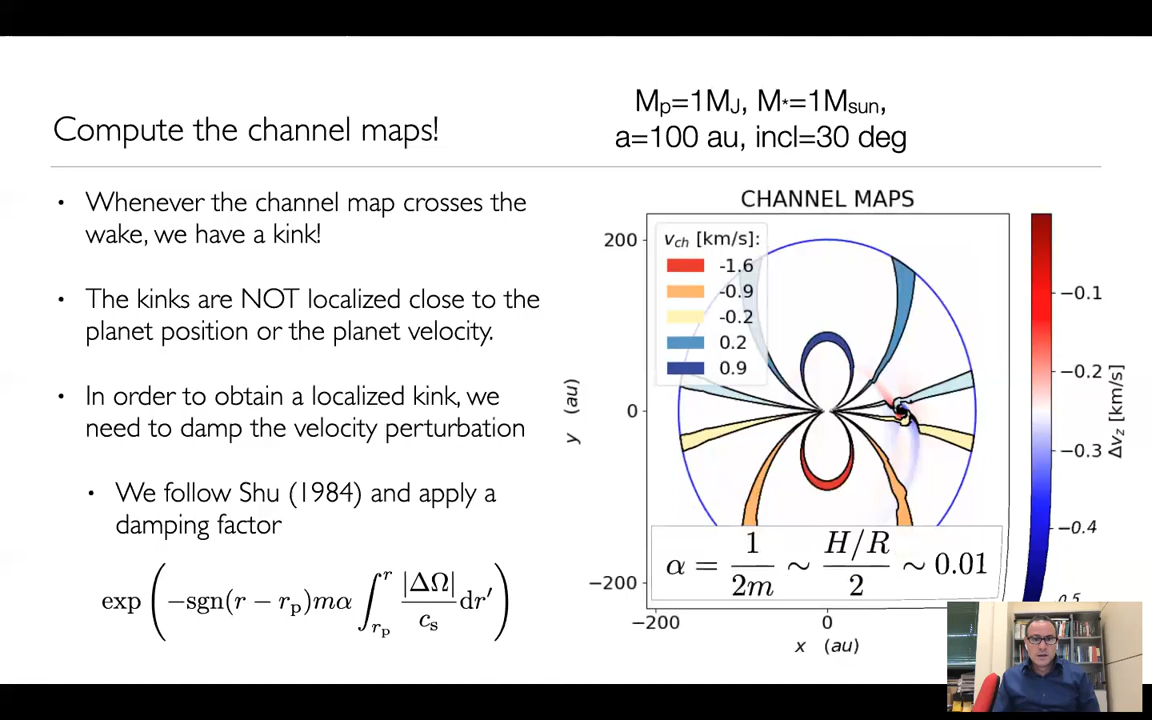 Mp=1MJ, M*=1Msun,
a=100 au, incl=30 deg
Compute the channel maps!
• Whenever the channel map crosses the
wake, we have a kink!
• The kinks are NOT localized close to the
planet position or the planet velocity.
• In order to obtain a localized kink, we
need to damp the velocity perturbation
• We follow Shu (1984) and apply a
damping factor
exp(−sgn(r − rp)mα ∫_rp^r |ΔΩ|/cs dr′)
CHANNEL MAPS
vch [km/s]:
-1.6
-0.9
-0.2
0.2
0.9
200
0
−200
y (au)
−200
0
x (au)
α = 1/2m ∼ H/R/2 ∼ 0.01
−0.1
−0.2
−0.3
−0.4
Δvz [km/s]